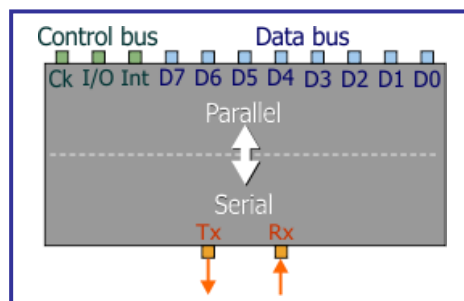 Control bus Data bus
Ck I/O Int D7 D6 D5 D4 D3 D2 D1 D0
Parallel
Serial
Tx Rx